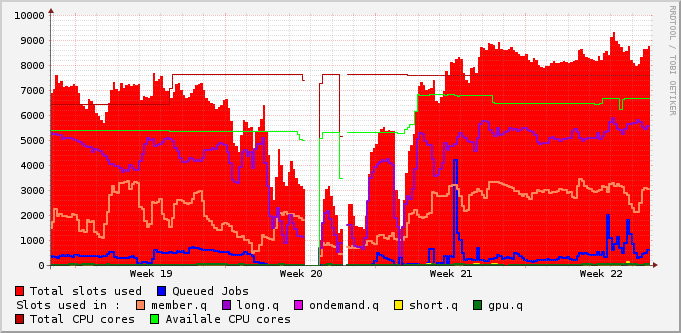 RRDTOOL / TOBI OETIKER
10000
9000
8000
7000
6000
5000
4000
3000
2000
1000
0
Week 19 Week 20 Week 21 Week 22
Total slots used Queued Jobs
Slots used in : member.q long.q ondemand.q short.q gpu.q
Total CPU cores Availale CPU cores